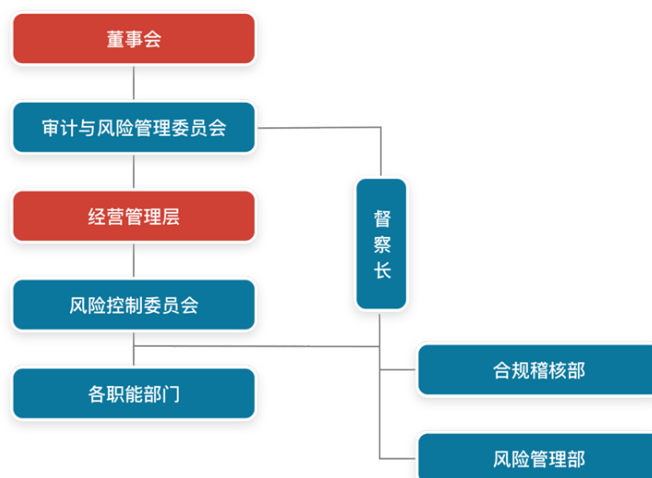 董事会
审计与风险管理委员会
经营管理层
督察长
风险控制委员会
合规稽核部
各职能部门
风险管理部